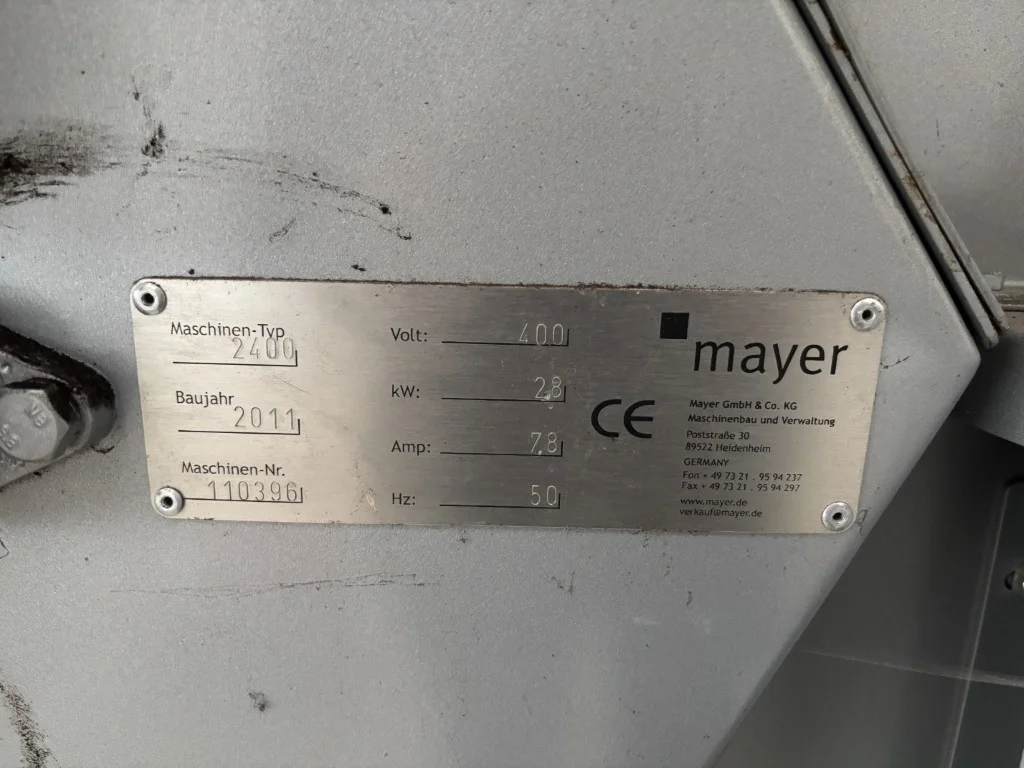 Maschinen-Typ
2400
Baujahr
2011
Maschinen-Nr.
110396
Volt: 400
kW: 28
Amp: 78
Hz: 50
CE
mayer
Mayer GmbH & Co. KG
Maschinenbau und Verwaltung
Poststraße 30
89522 Heidenheim
GERMANY
Fon + 49 73 21 . 95 94 237
Fax + 49 73 21 . 95 94 297
www.mayer.de
verkauf@mayer.de